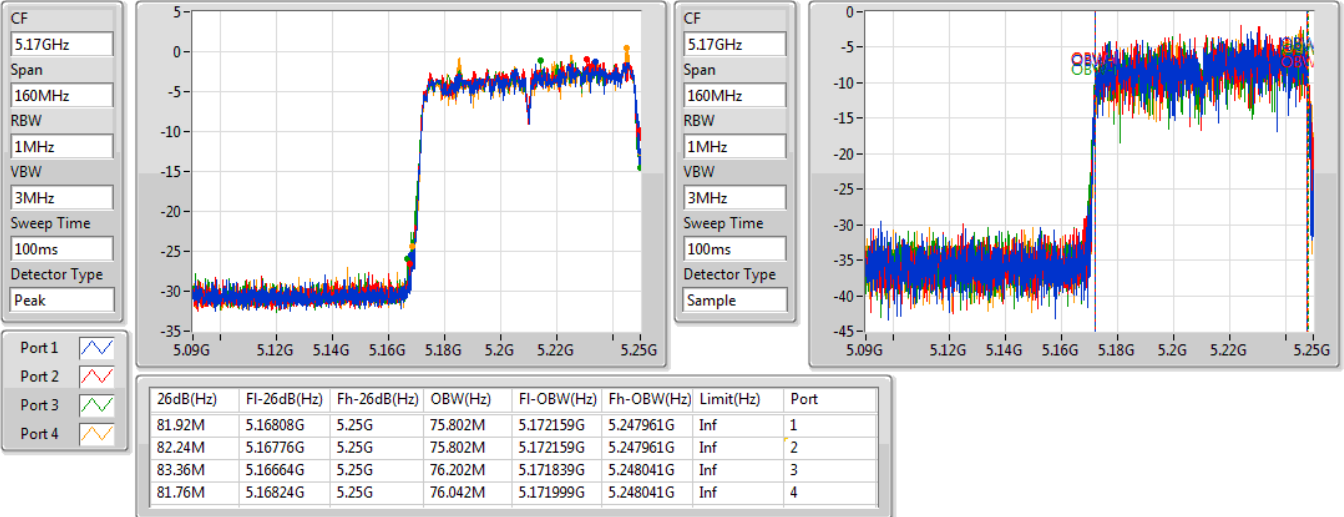 CF
5.17GHz
Span
160MHz
RBW
1MHz
VBW
3MHz
Sweep Time
100ms
Detector Type
Peak
Port 1
Port 2
Port 3
Port 4
5
0
-5
-10
-15
-20
-25
-30
-35
5.09G 5.12G 5.14G 5.16G 5.18G 5.2G 5.22G 5.25G
CF
5.17GHz
Span
160MHz
RBW
1MHz
VBW
3MHz
Sweep Time
100ms
Detector Type
Sample
0
-5
-10
-15
-20
-25
-30
-35
-40
-45
5.09G 5.12G 5.14G 5.16G 5.18G 5.2G 5.22G 5.25G
26dB(Hz) Fl-26dB(Hz) Fh-26dB(Hz) OBW(Hz) Fl-OBW(Hz) Fh-OBW(Hz) Limit(Hz) Port
81.92M 5.16808G 5.25G 75.802M 5.172159G 5.247961G Inf 1
82.24M 5.16776G 5.25G 75.802M 5.172159G 5.247961G Inf 2
83.36M 5.16664G 5.25G 76.202M 5.171839G 5.248041G Inf 3
81.76M 5.16824G 5.25G 76.042M 5.171999G 5.248041G Inf 4